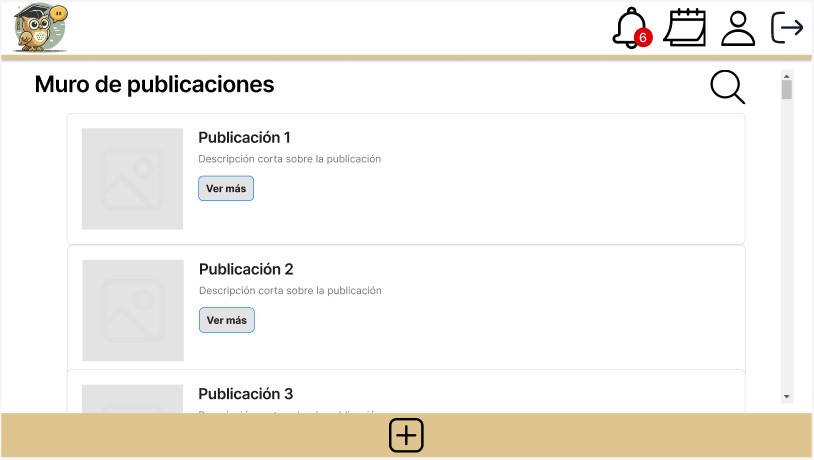 6
Muro de publicaciones
Publicación 1
Descripción corta sobre la publicación
Ver más
Publicación 2
Descripción corta sobre la publicación
Ver más
Publicación 3